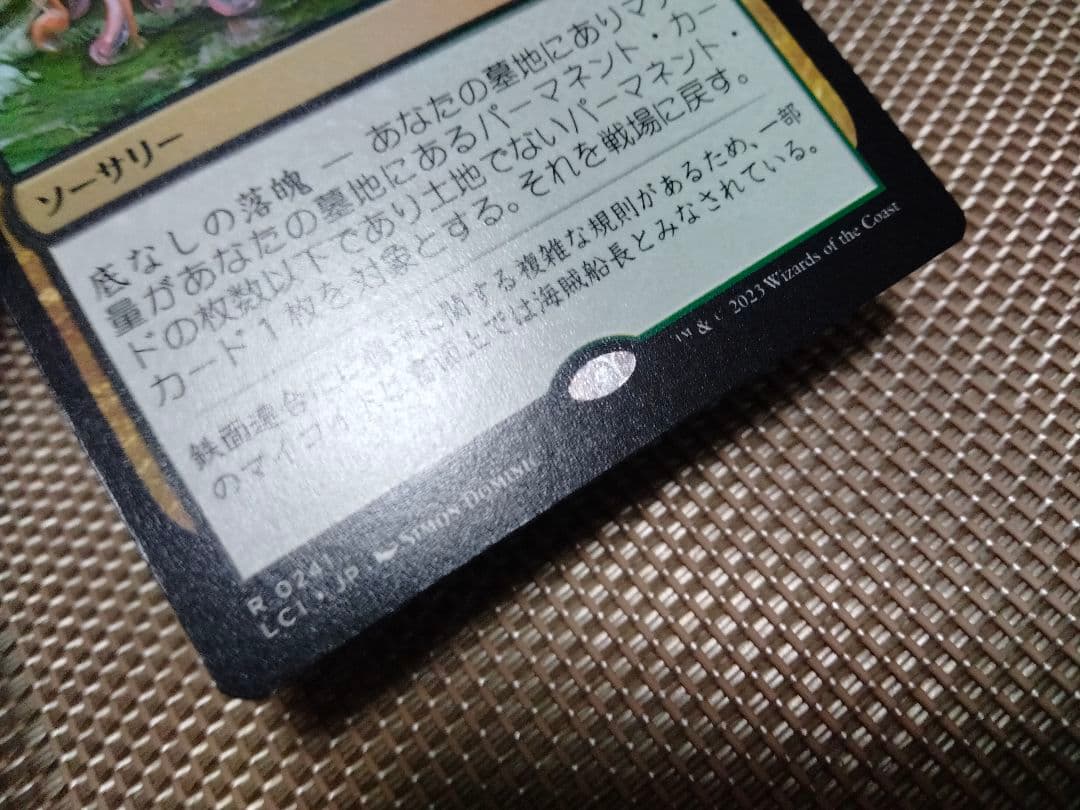 ソーサリー
底なしの落魄 ― あなたの墓地にありマナ
量があなたの墓地にあるパーマネント・カー
ドの枚数以下であり土地でないパーマネント・
カード1枚を対象とする。それを戦場に戻す。
鉄面連合には に関する複雑な規則があるため、一部
のマイコイドは書面上では海賊船長とみなされている。
R 0241
LCI • JP SIMON DOMINIC
™ & © 2023 Wizards of the Coast